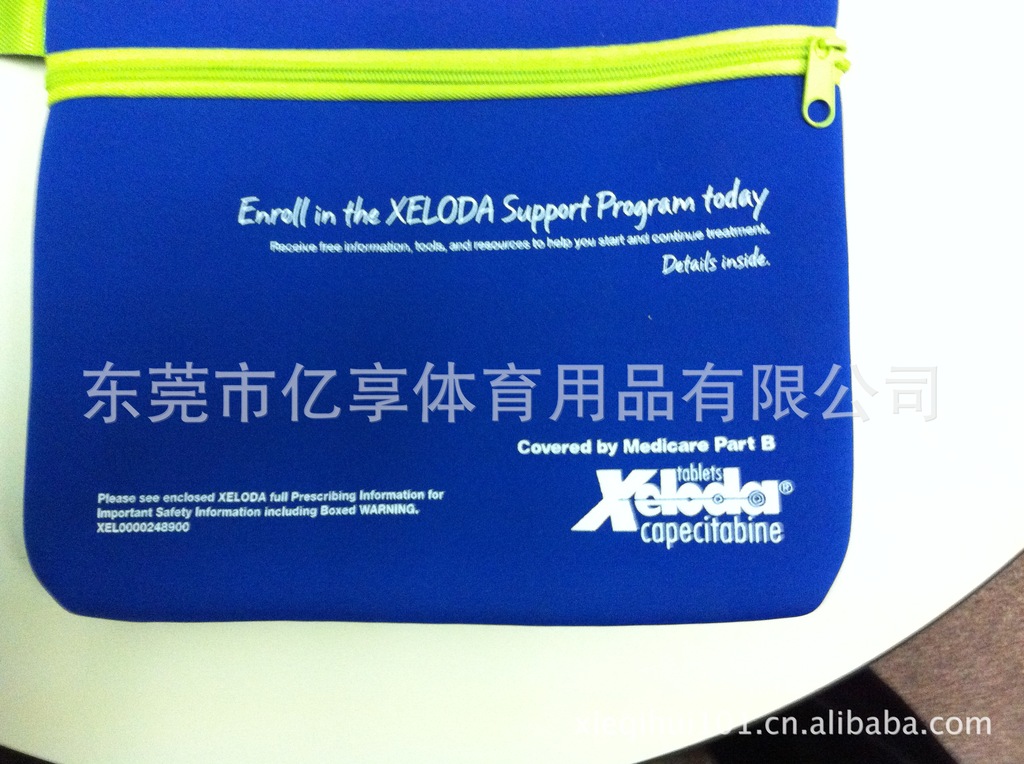 Enroll in the XELODA Support Program today
Receive free information, tools, and resources to help you start and continue treatment.
Details inside.
东莞市亿享体育用品有限公司
Covered by Medicare Part B
Xeloda®
tablets
capecitabine
Please see enclosed XELODA full Prescribing Information for
Important Safety Information including Boxed WARNING.
XEL0000248900
.cn.alibaba.com